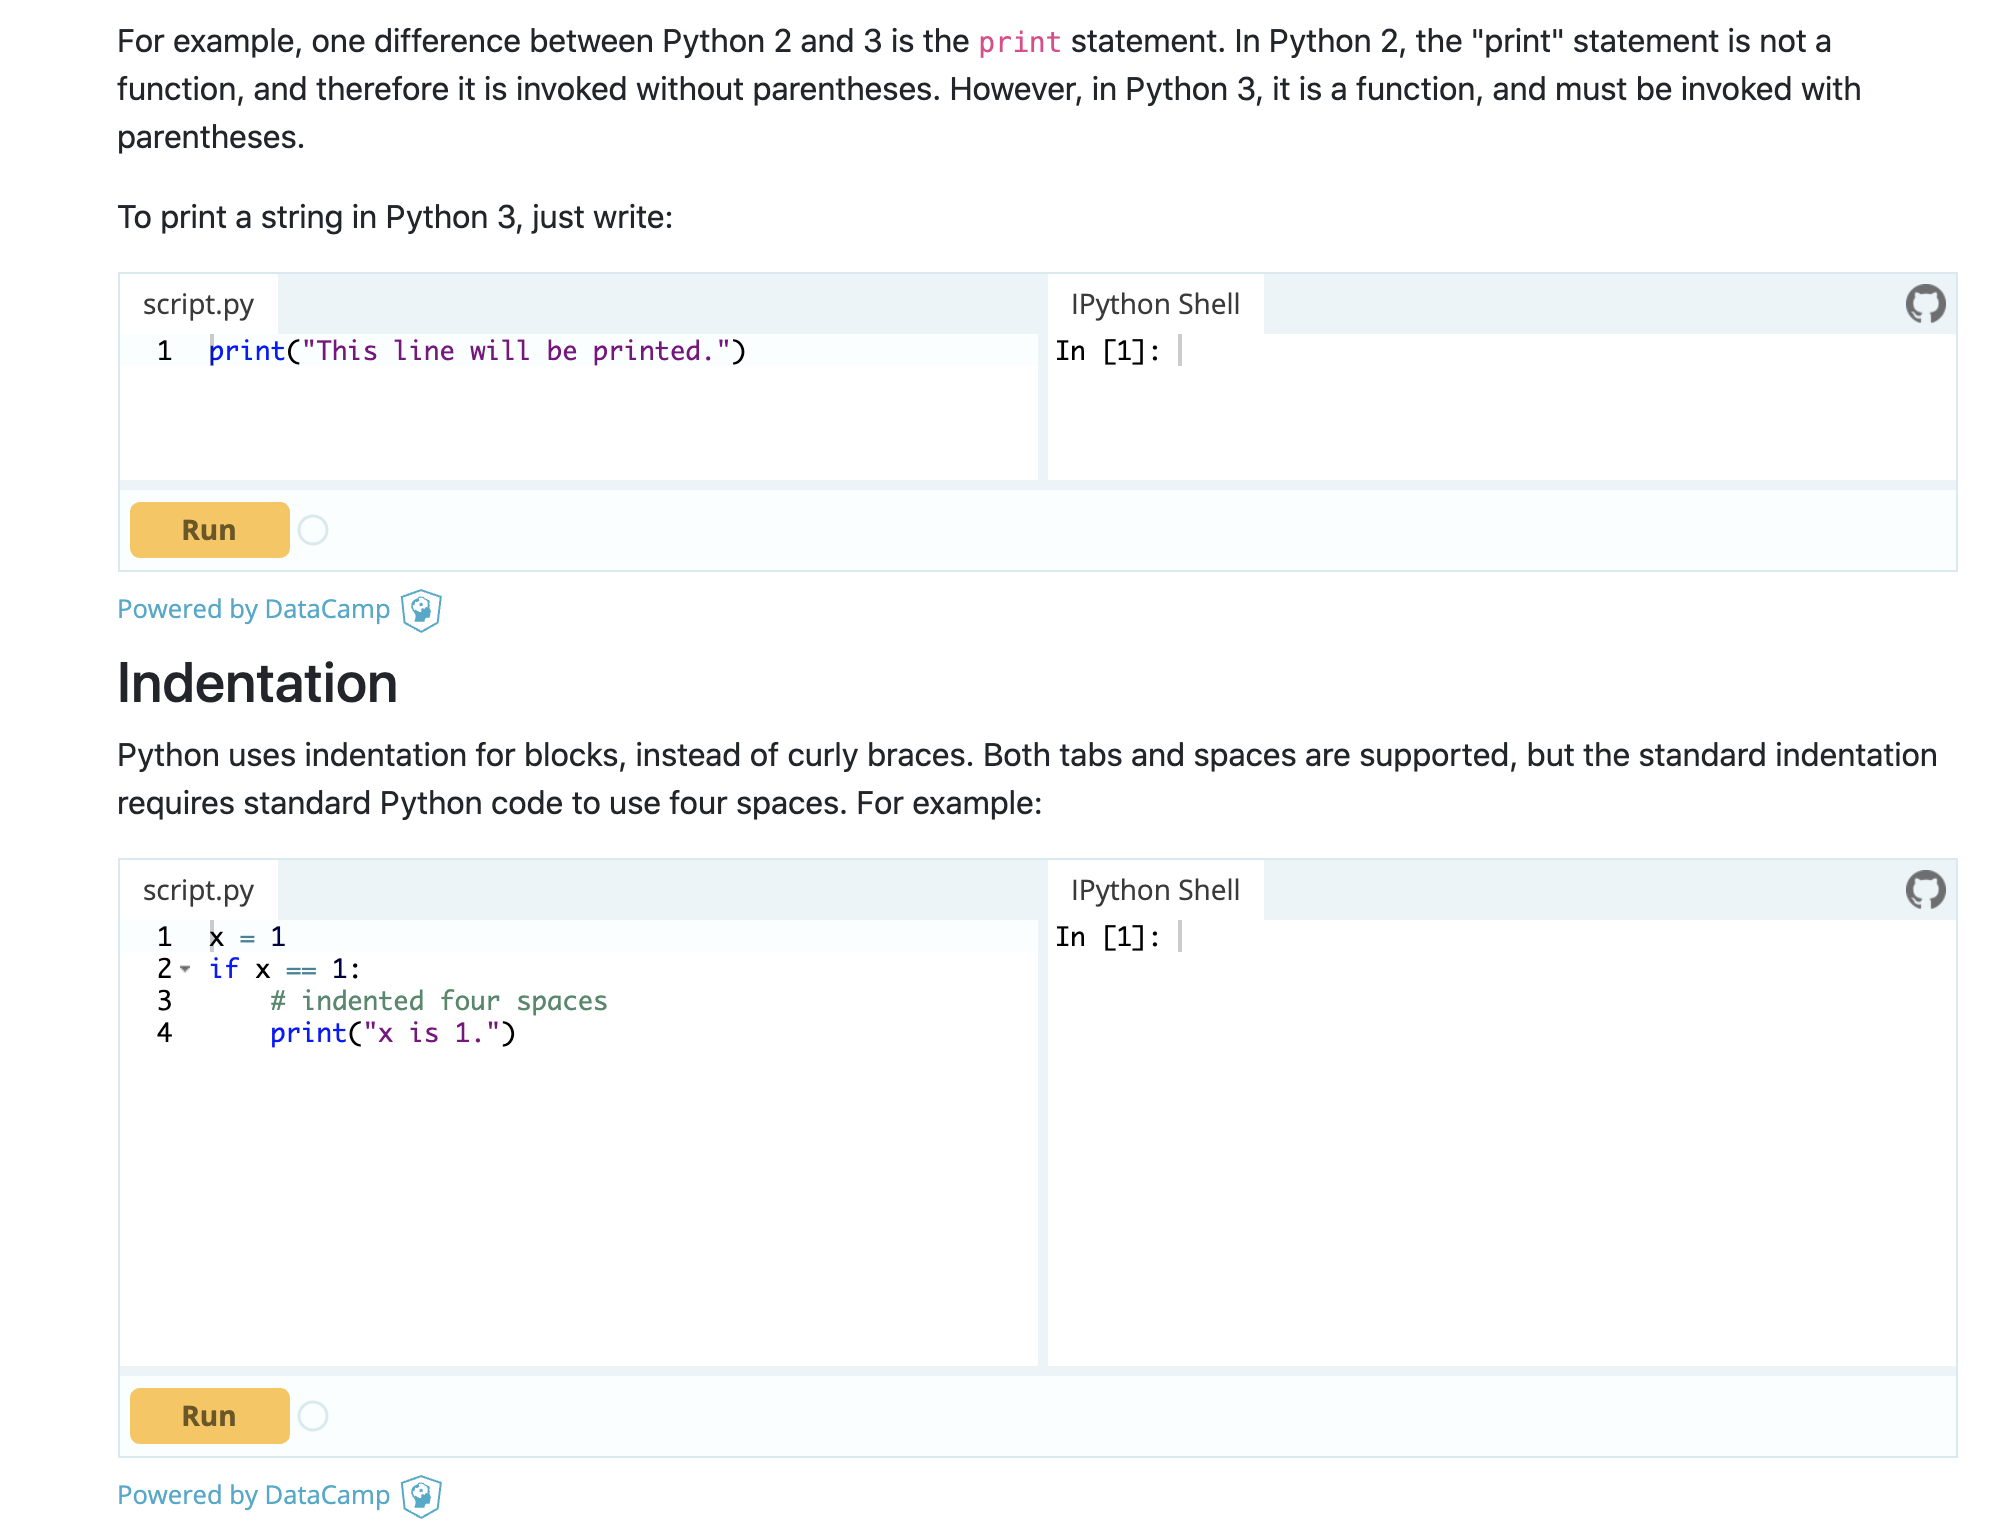 For example, one difference between Python 2 and 3 is the print statement. In Python 2, the "print" statement is not a
function, and therefore it is invoked without parentheses. However, in Python 3, it is a function, and must be invoked with
parentheses.
To print a string in Python 3, just write:
script.py
1 print("This line will be printed.")
IPython Shell
In [1]:
Run
Powered by DataCamp
Indentation
Python uses indentation for blocks, instead of curly braces. Both tabs and spaces are supported, but the standard indentation
requires standard Python code to use four spaces. For example:
script.py
1 x = 1
2 if x == 1:
3     # indented four spaces
4     print("x is 1.")
IPython Shell
In [1]:
Run
Powered by DataCamp